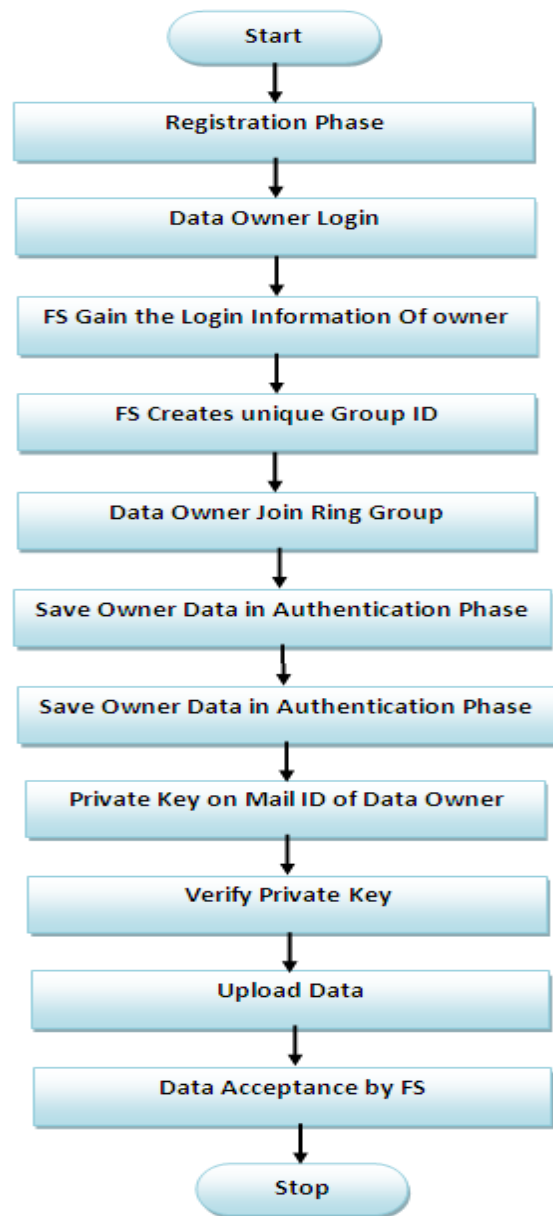 Start
Registration Phase
Data Owner Login
FS Gain the Login Information Of owner
FS Creates unique Group ID
Data Owner Join Ring Group
Save Owner Data in Authentication Phase
Save Owner Data in Authentication Phase
Private Key on Mail ID of Data Owner
Verify Private Key
Upload Data
Data Acceptance by FS
Stop